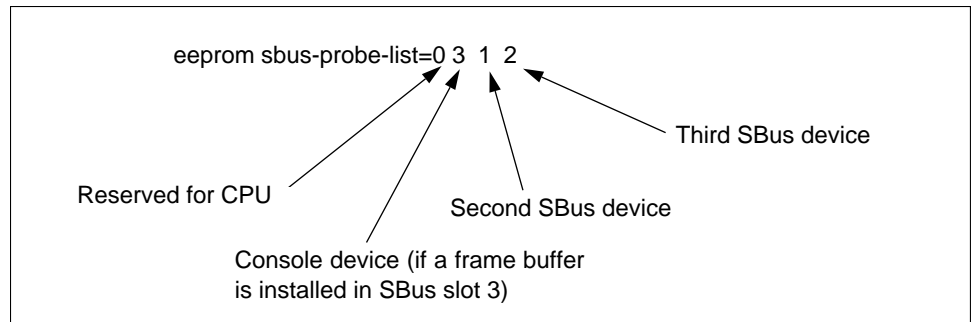 eeprom sbus-probe-list=0 3 1 2
Third SBus device
Reserved for CPU
Second SBus device
Console device (if a frame buffer
is installed in SBus slot 3)